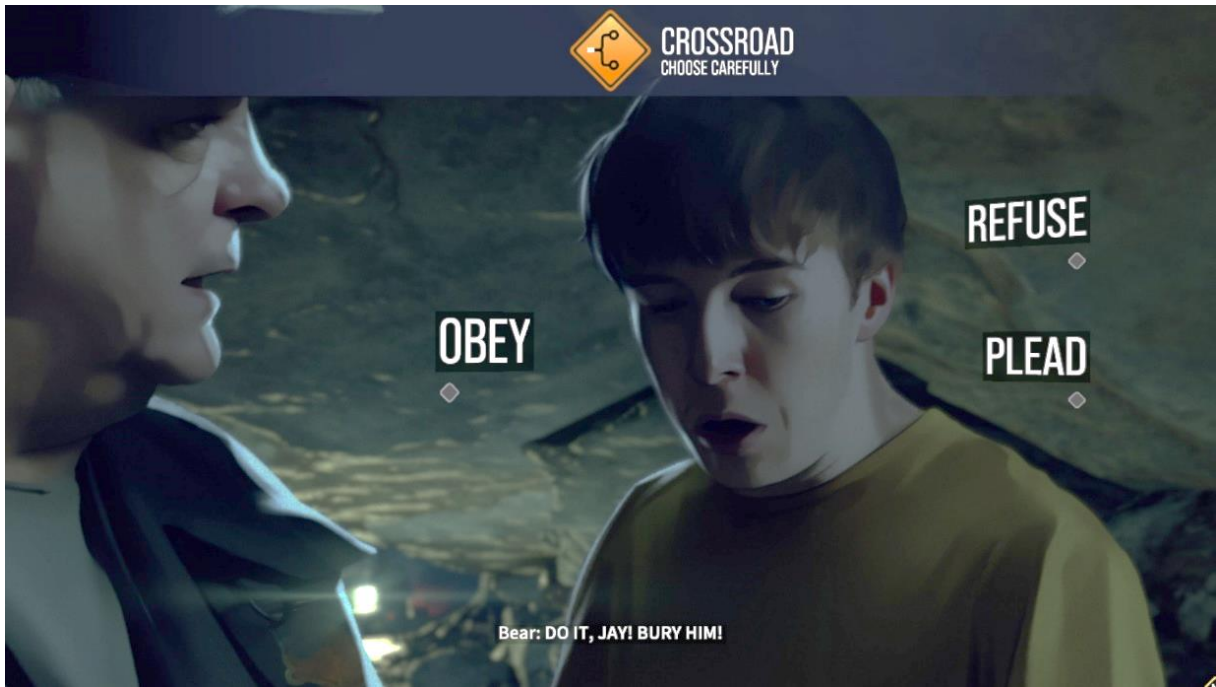 CROSSROAD
CHOOSE CAREFULLY
REFUSE
OBEY
PLEAD
Bear: DO IT, JAY! BURY HIM!